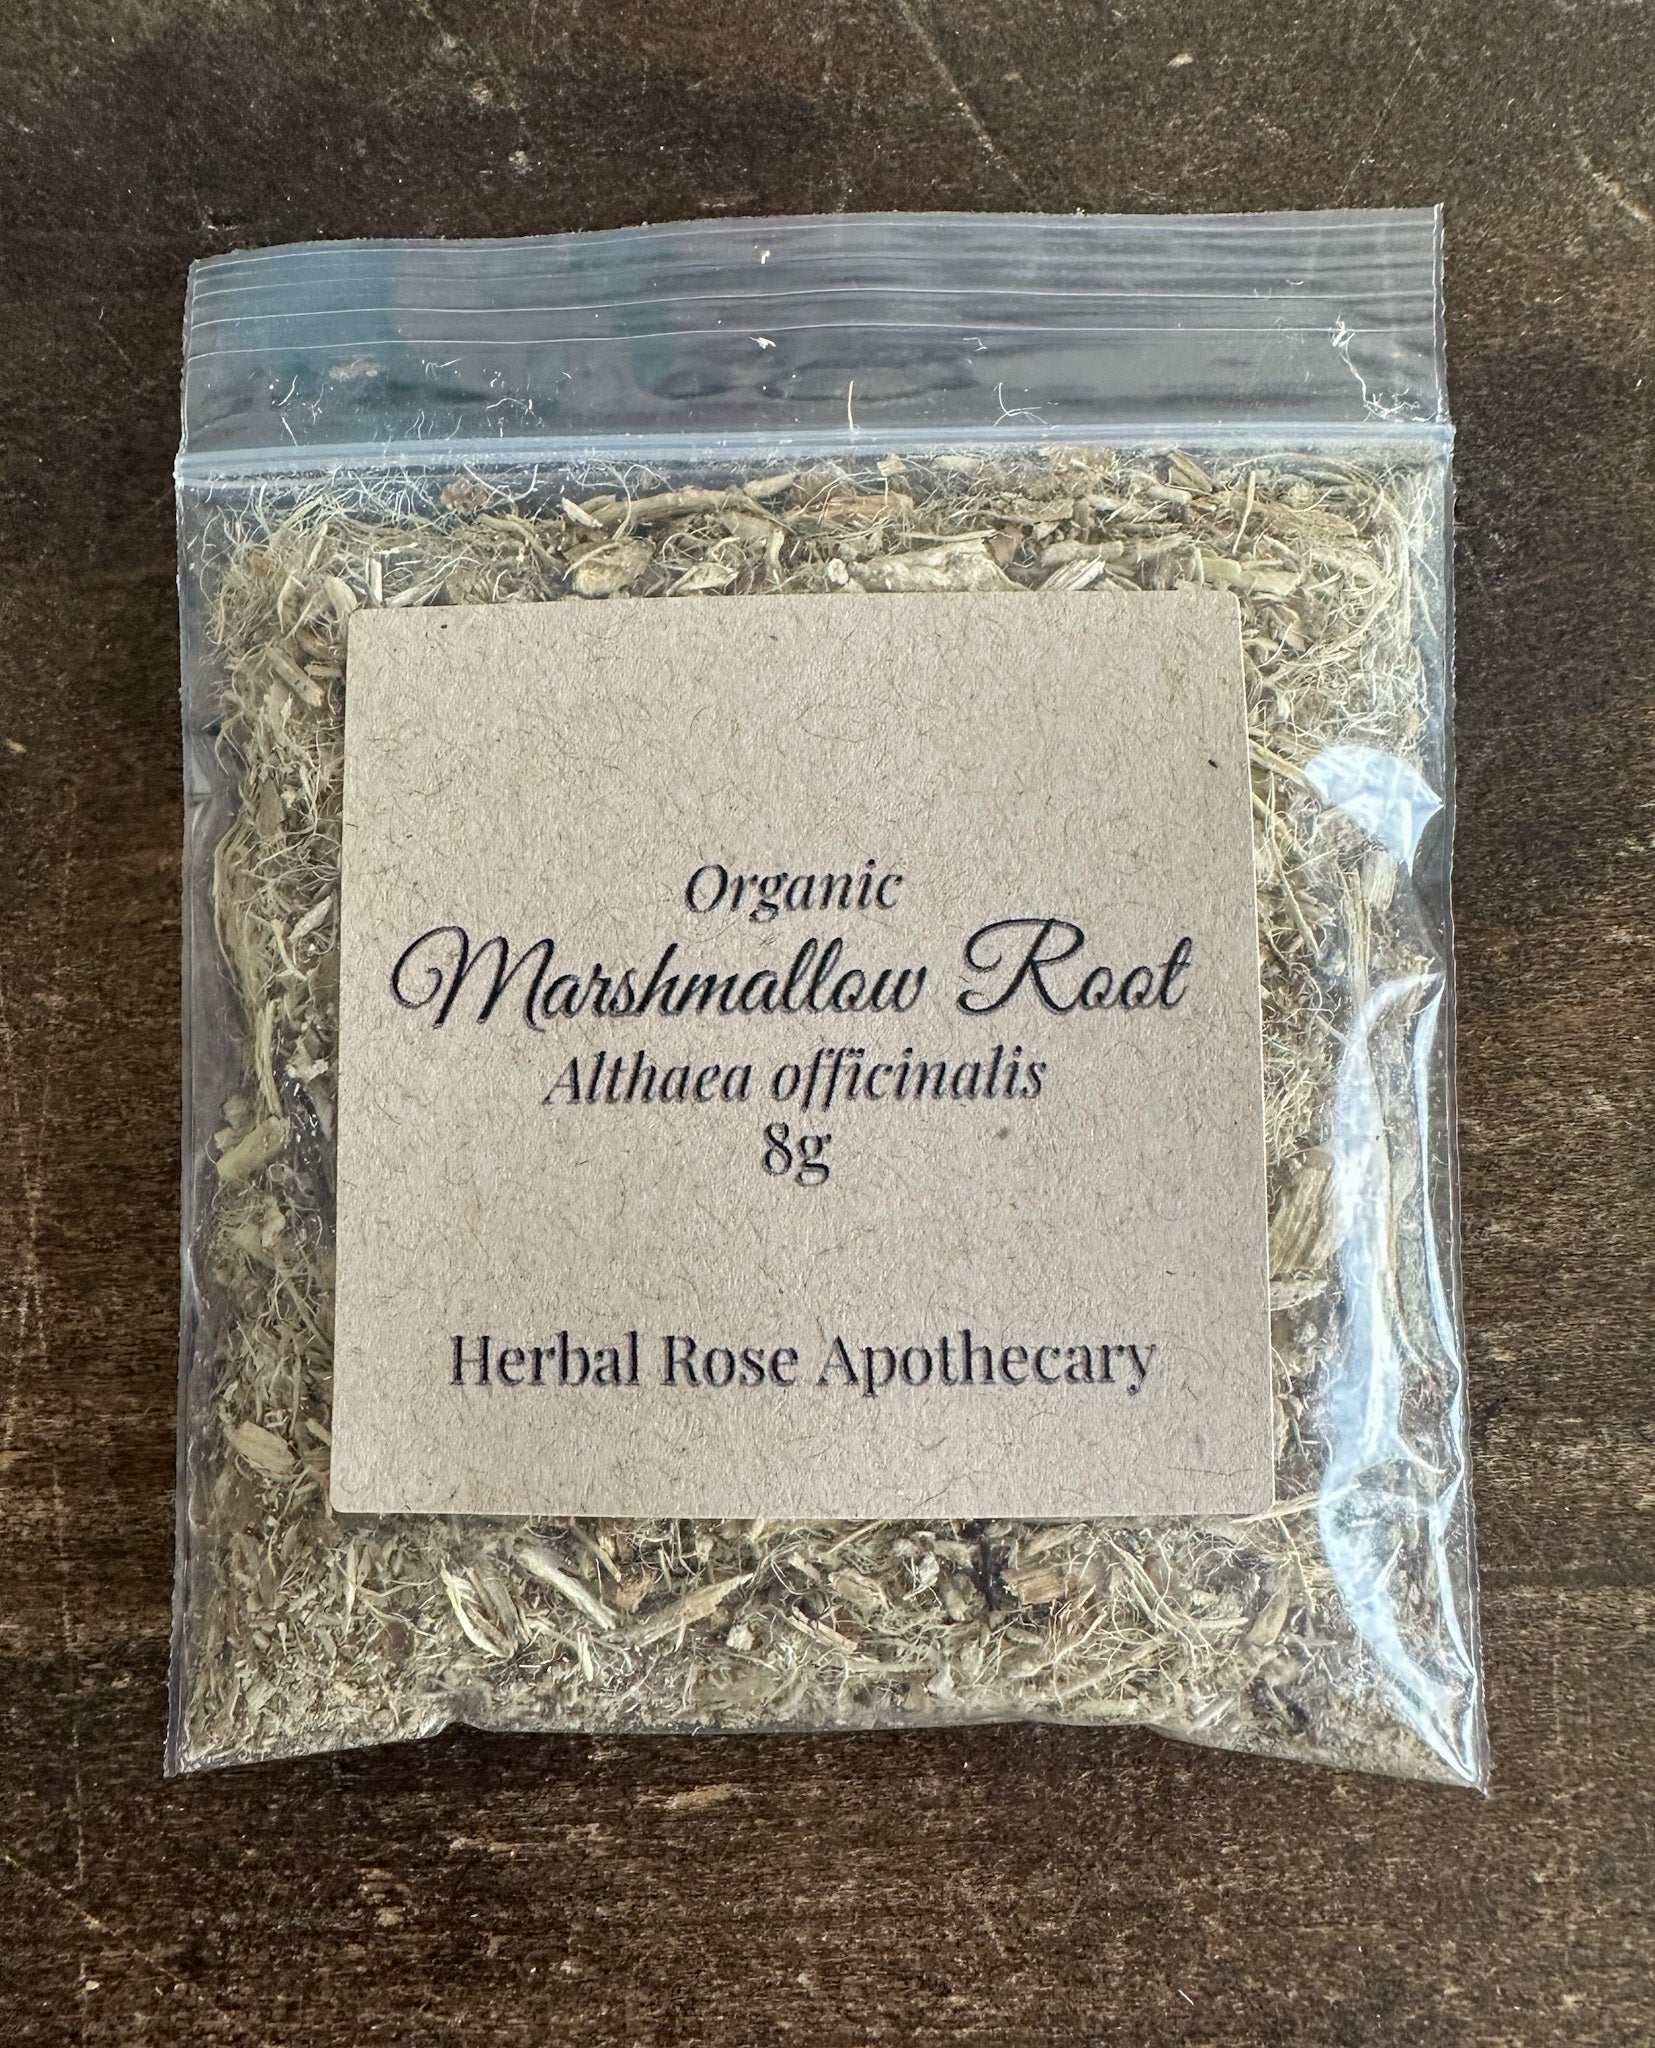 Organic
Marshmallow Root
Althaea officinalis
8g
Herbal Rose Apothecary